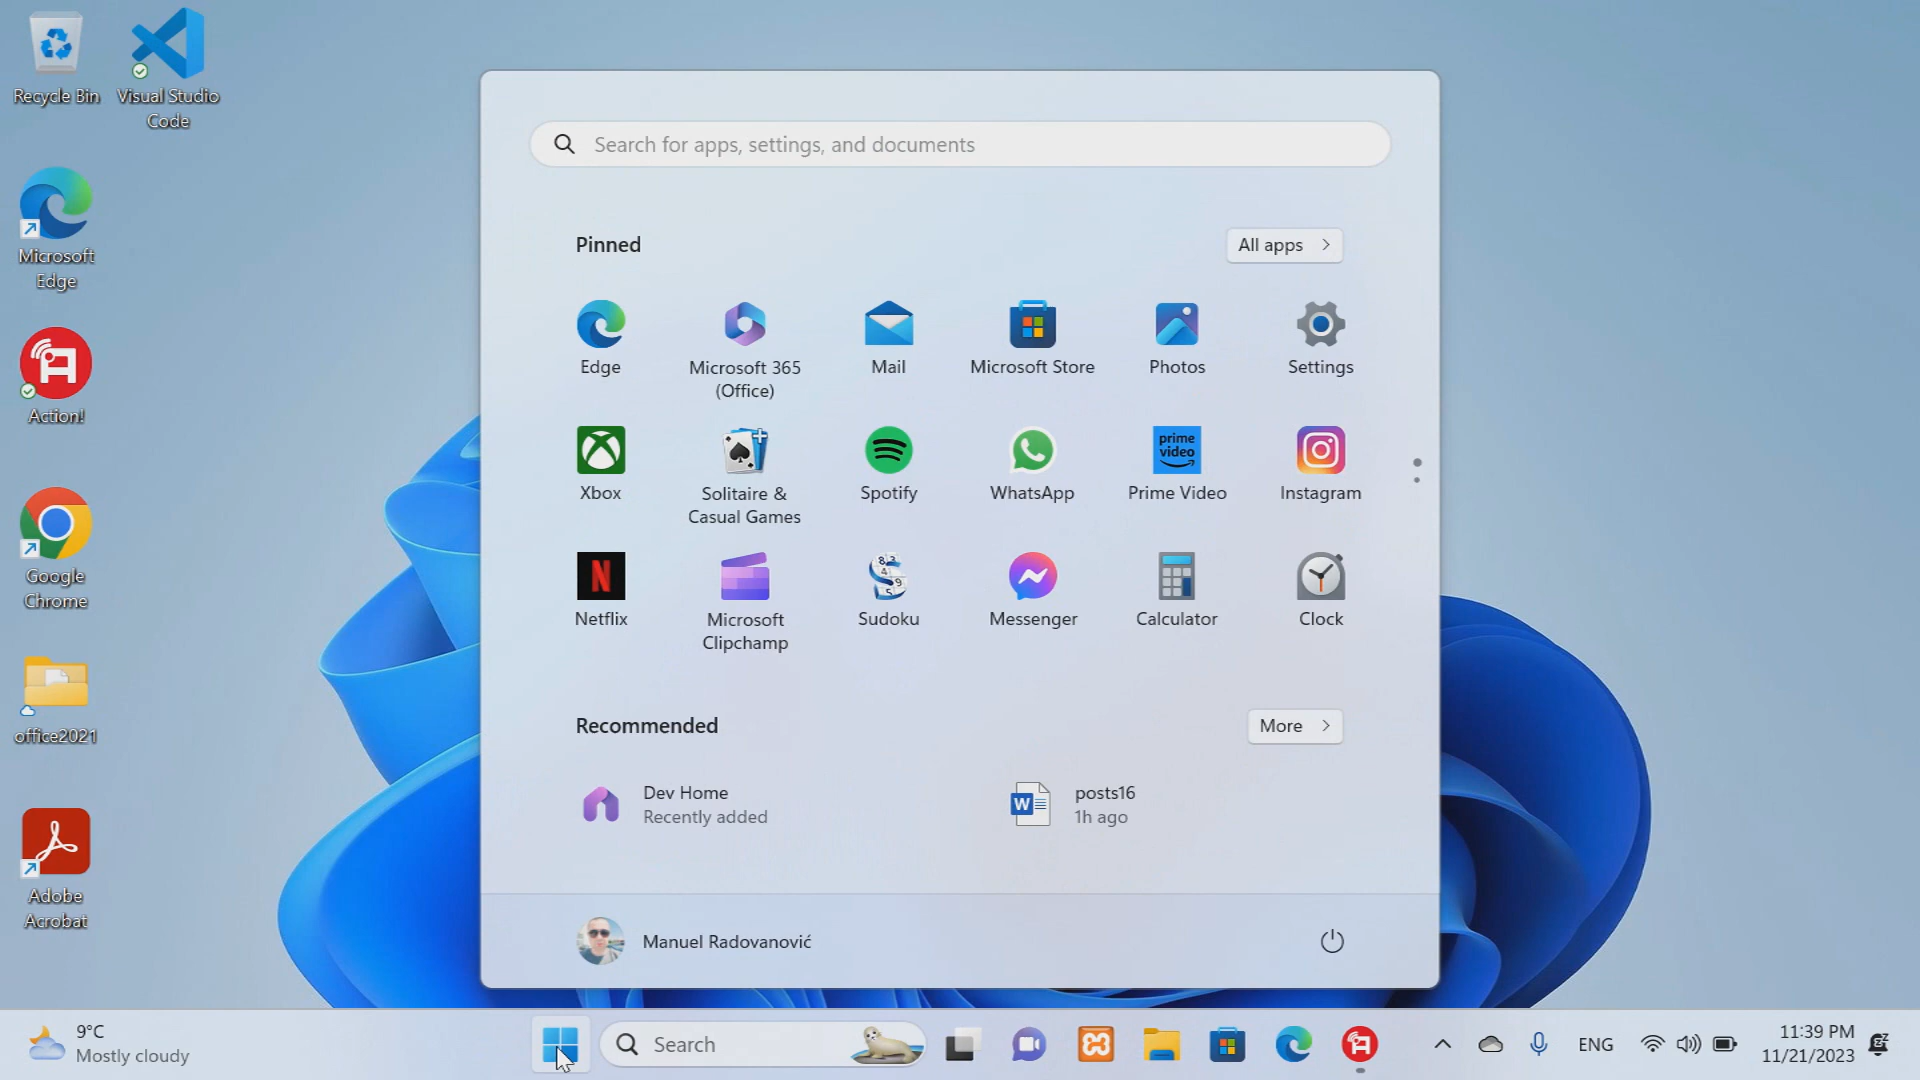 Recycle Bin
Visual Studio
Code
Microsoft
Edge
Action!
Google
Chrome
office2021
Adobe
Acrobat
Search for apps, settings, and documents
Pinned
All apps
Edge
Microsoft 365
(Office)
Mail
Microsoft Store
Photos
Settings
Xbox
Solitaire &
Casual Games
Spotify
WhatsApp
prime
video
Prime Video
Instagram
N
Netflix
Microsoft
Clipchamp
Sudoku
Messenger
Calculator
Clock
Recommended
More
Dev Home
Recently added
W
posts16
1h ago
Manuel Radovanović
9°C
Mostly cloudy
Search
ENG
11:39 PM
11/21/2023